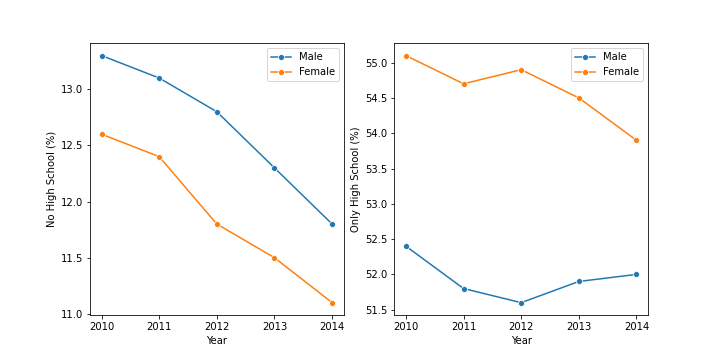 Male
Female
No High School (%)
13.0
12.5
12.0
11.5
11.0
2010 2011 2012 2013 2014
Year
Male
Female
Only High School (%)
55.0
54.5
54.0
53.5
53.0
52.5
52.0
51.5
2010 2011 2012 2013 2014
Year